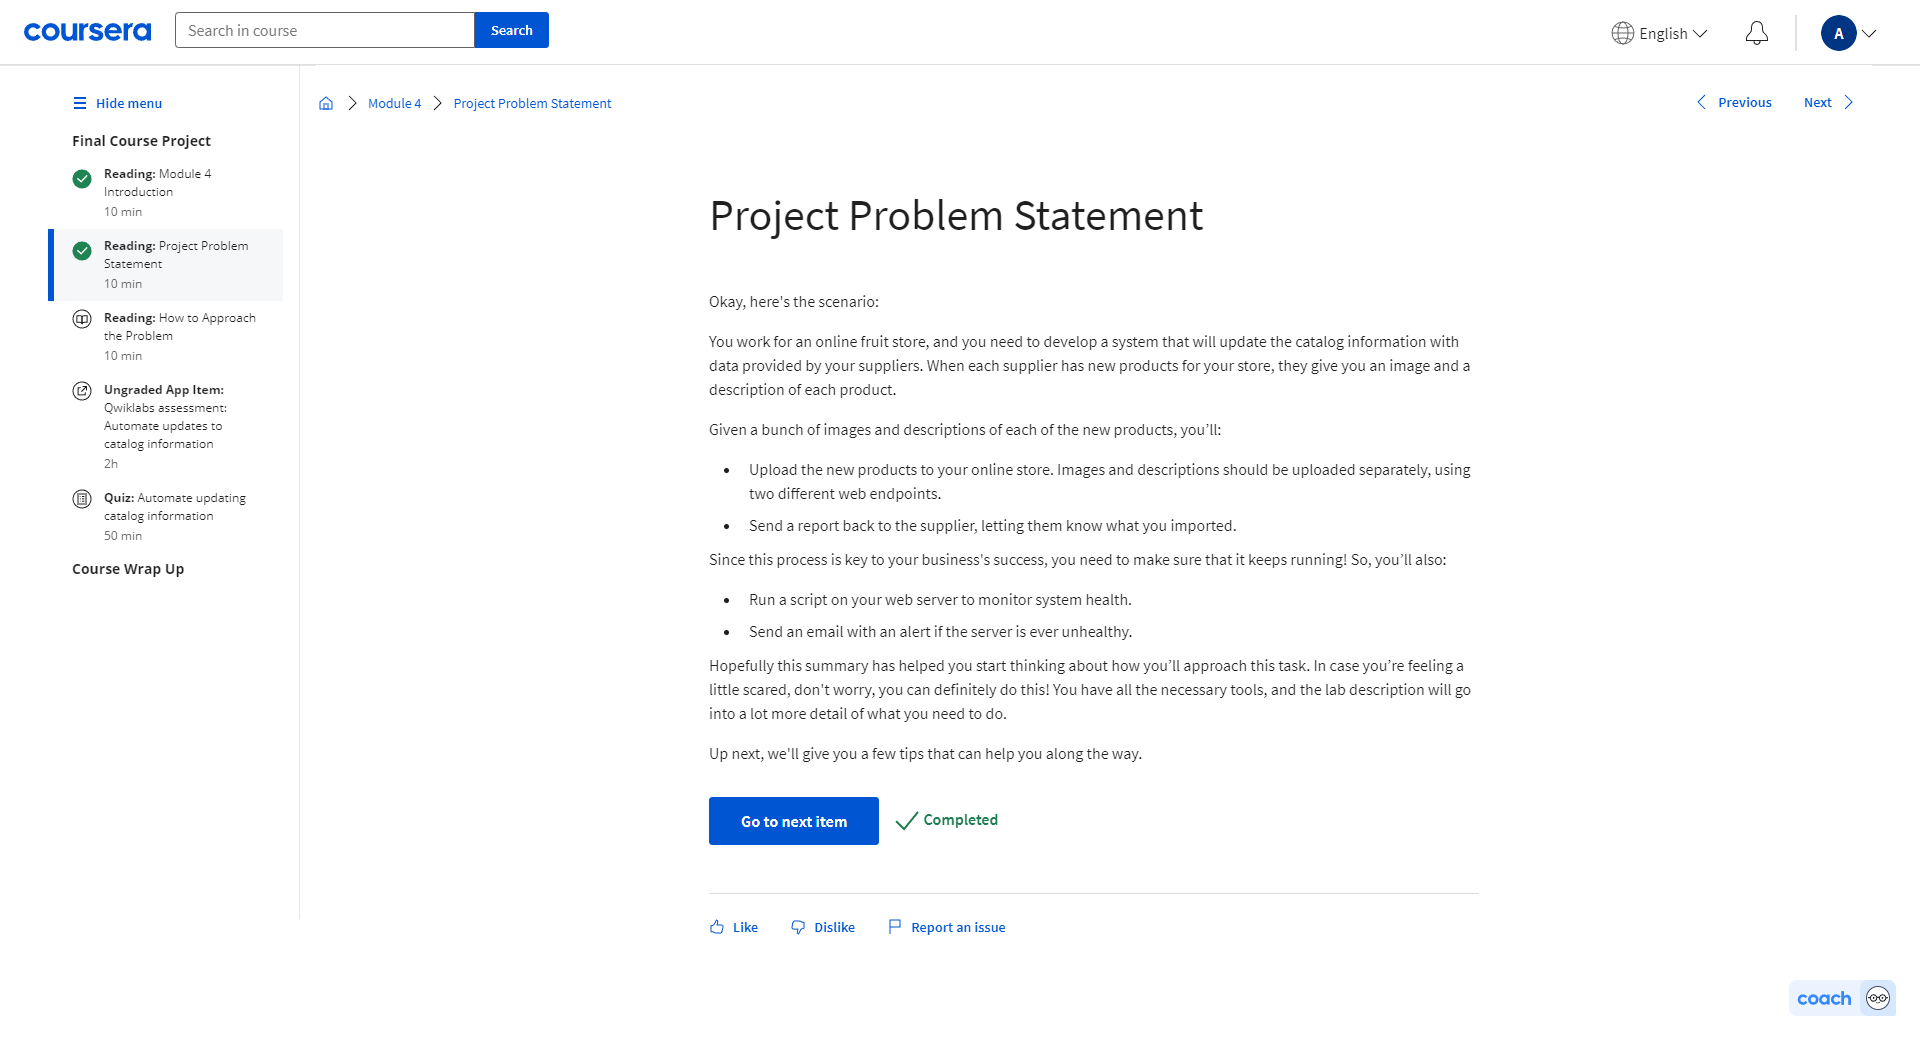 coursera
Search in course
Search
English
A
Hide menu
Final Course Project
Reading: Module 4
Introduction
10 min
Reading: Project Problem
Statement
10 min
Reading: How to Approach
the Problem
10 min
Ungraded App Item:
Qwiklabs assessment:
Automate updates to
catalog information
2h
Quiz: Automate updating
catalog information
50 min
Course Wrap Up
Module 4
Project Problem Statement
Previous
Next
Project Problem Statement
Okay, here's the scenario:
You work for an online fruit store, and you need to develop a system that will update the catalog information with
data provided by your suppliers. When each supplier has new products for your store, they give you an image and a
description of each product.
Given a bunch of images and descriptions of each of the new products, you’ll:
• Upload the new products to your online store. Images and descriptions should be uploaded separately, using
two different web endpoints.
• Send a report back to the supplier, letting them know what you imported.
Since this process is key to your business's success, you need to make sure that it keeps running! So, you’ll also:
• Run a script on your web server to monitor system health.
• Send an email with an alert if the server is ever unhealthy.
Hopefully this summary has helped you start thinking about how you’ll approach this task. In case you’re feeling a
little scared, don't worry, you can definitely do this! You have all the necessary tools, and the lab description will go
into a lot more detail of what you need to do.
Up next, we'll give you a few tips that can help you along the way.
Go to next item
Completed
Like
Dislike
Report an issue
coach